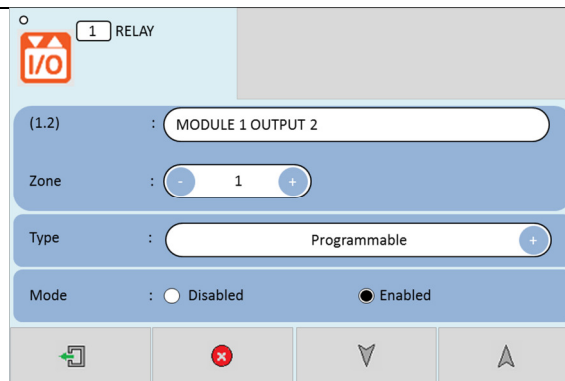 1 RELAY
I/O
(1.2) : MODULE 1 OUTPUT 2
Zone : - 1 +
Type : Programmable +
Mode : Disabled Enabled